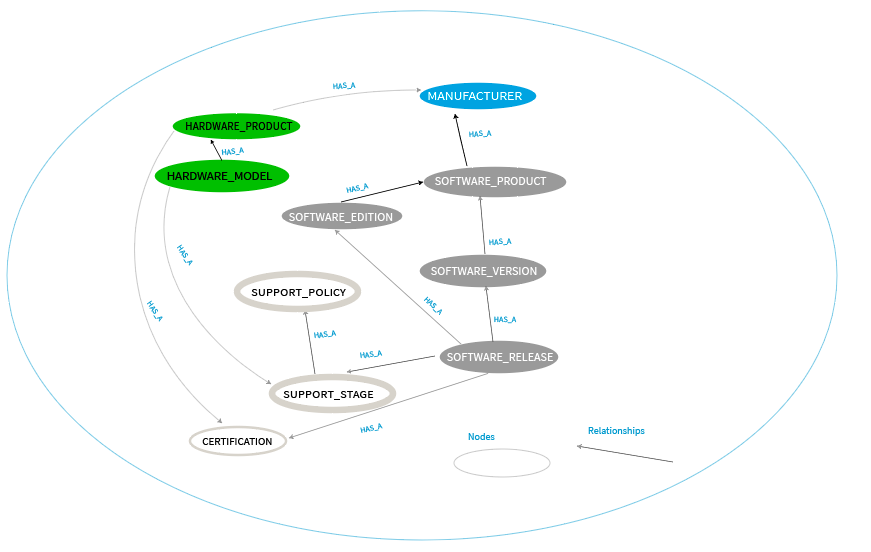 HAS_A
MANUFACTURER
HARDWARE_PRODUCT
HAS_A
HAS_A
HARDWARE_MODEL
SOFTWARE_PRODUCT
HAS_A
SOFTWARE_EDITION
HAS_A
HAS_A
SOFTWARE_VERSION
SUPPORT_POLICY
HAS_A
HAS_A
HAS_A
HAS_A
HAS_A
SOFTWARE_RELEASE
SUPPORT_STAGE
HAS_A
CERTIFICATION
Nodes
Relationships